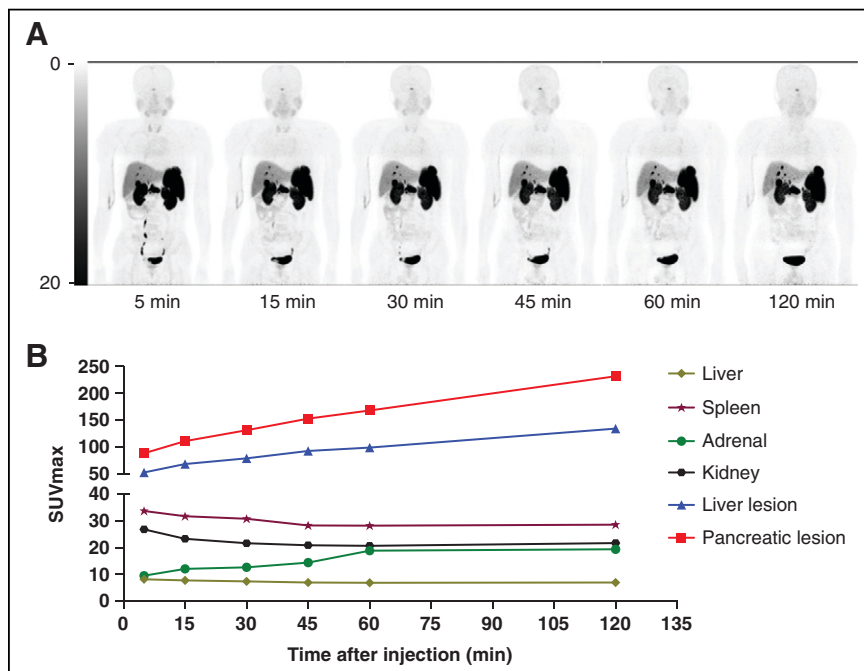 A
0
20
5 min 15 min 30 min 45 min 60 min 120 min
B
250
200
150
100
50
40
30
20
10
0
SUVmax
0 15 30 45 60 75 90 105 120 135
Time after injection (min)
Liver
Spleen
Adrenal
Kidney
Liver lesion
Pancreatic lesion